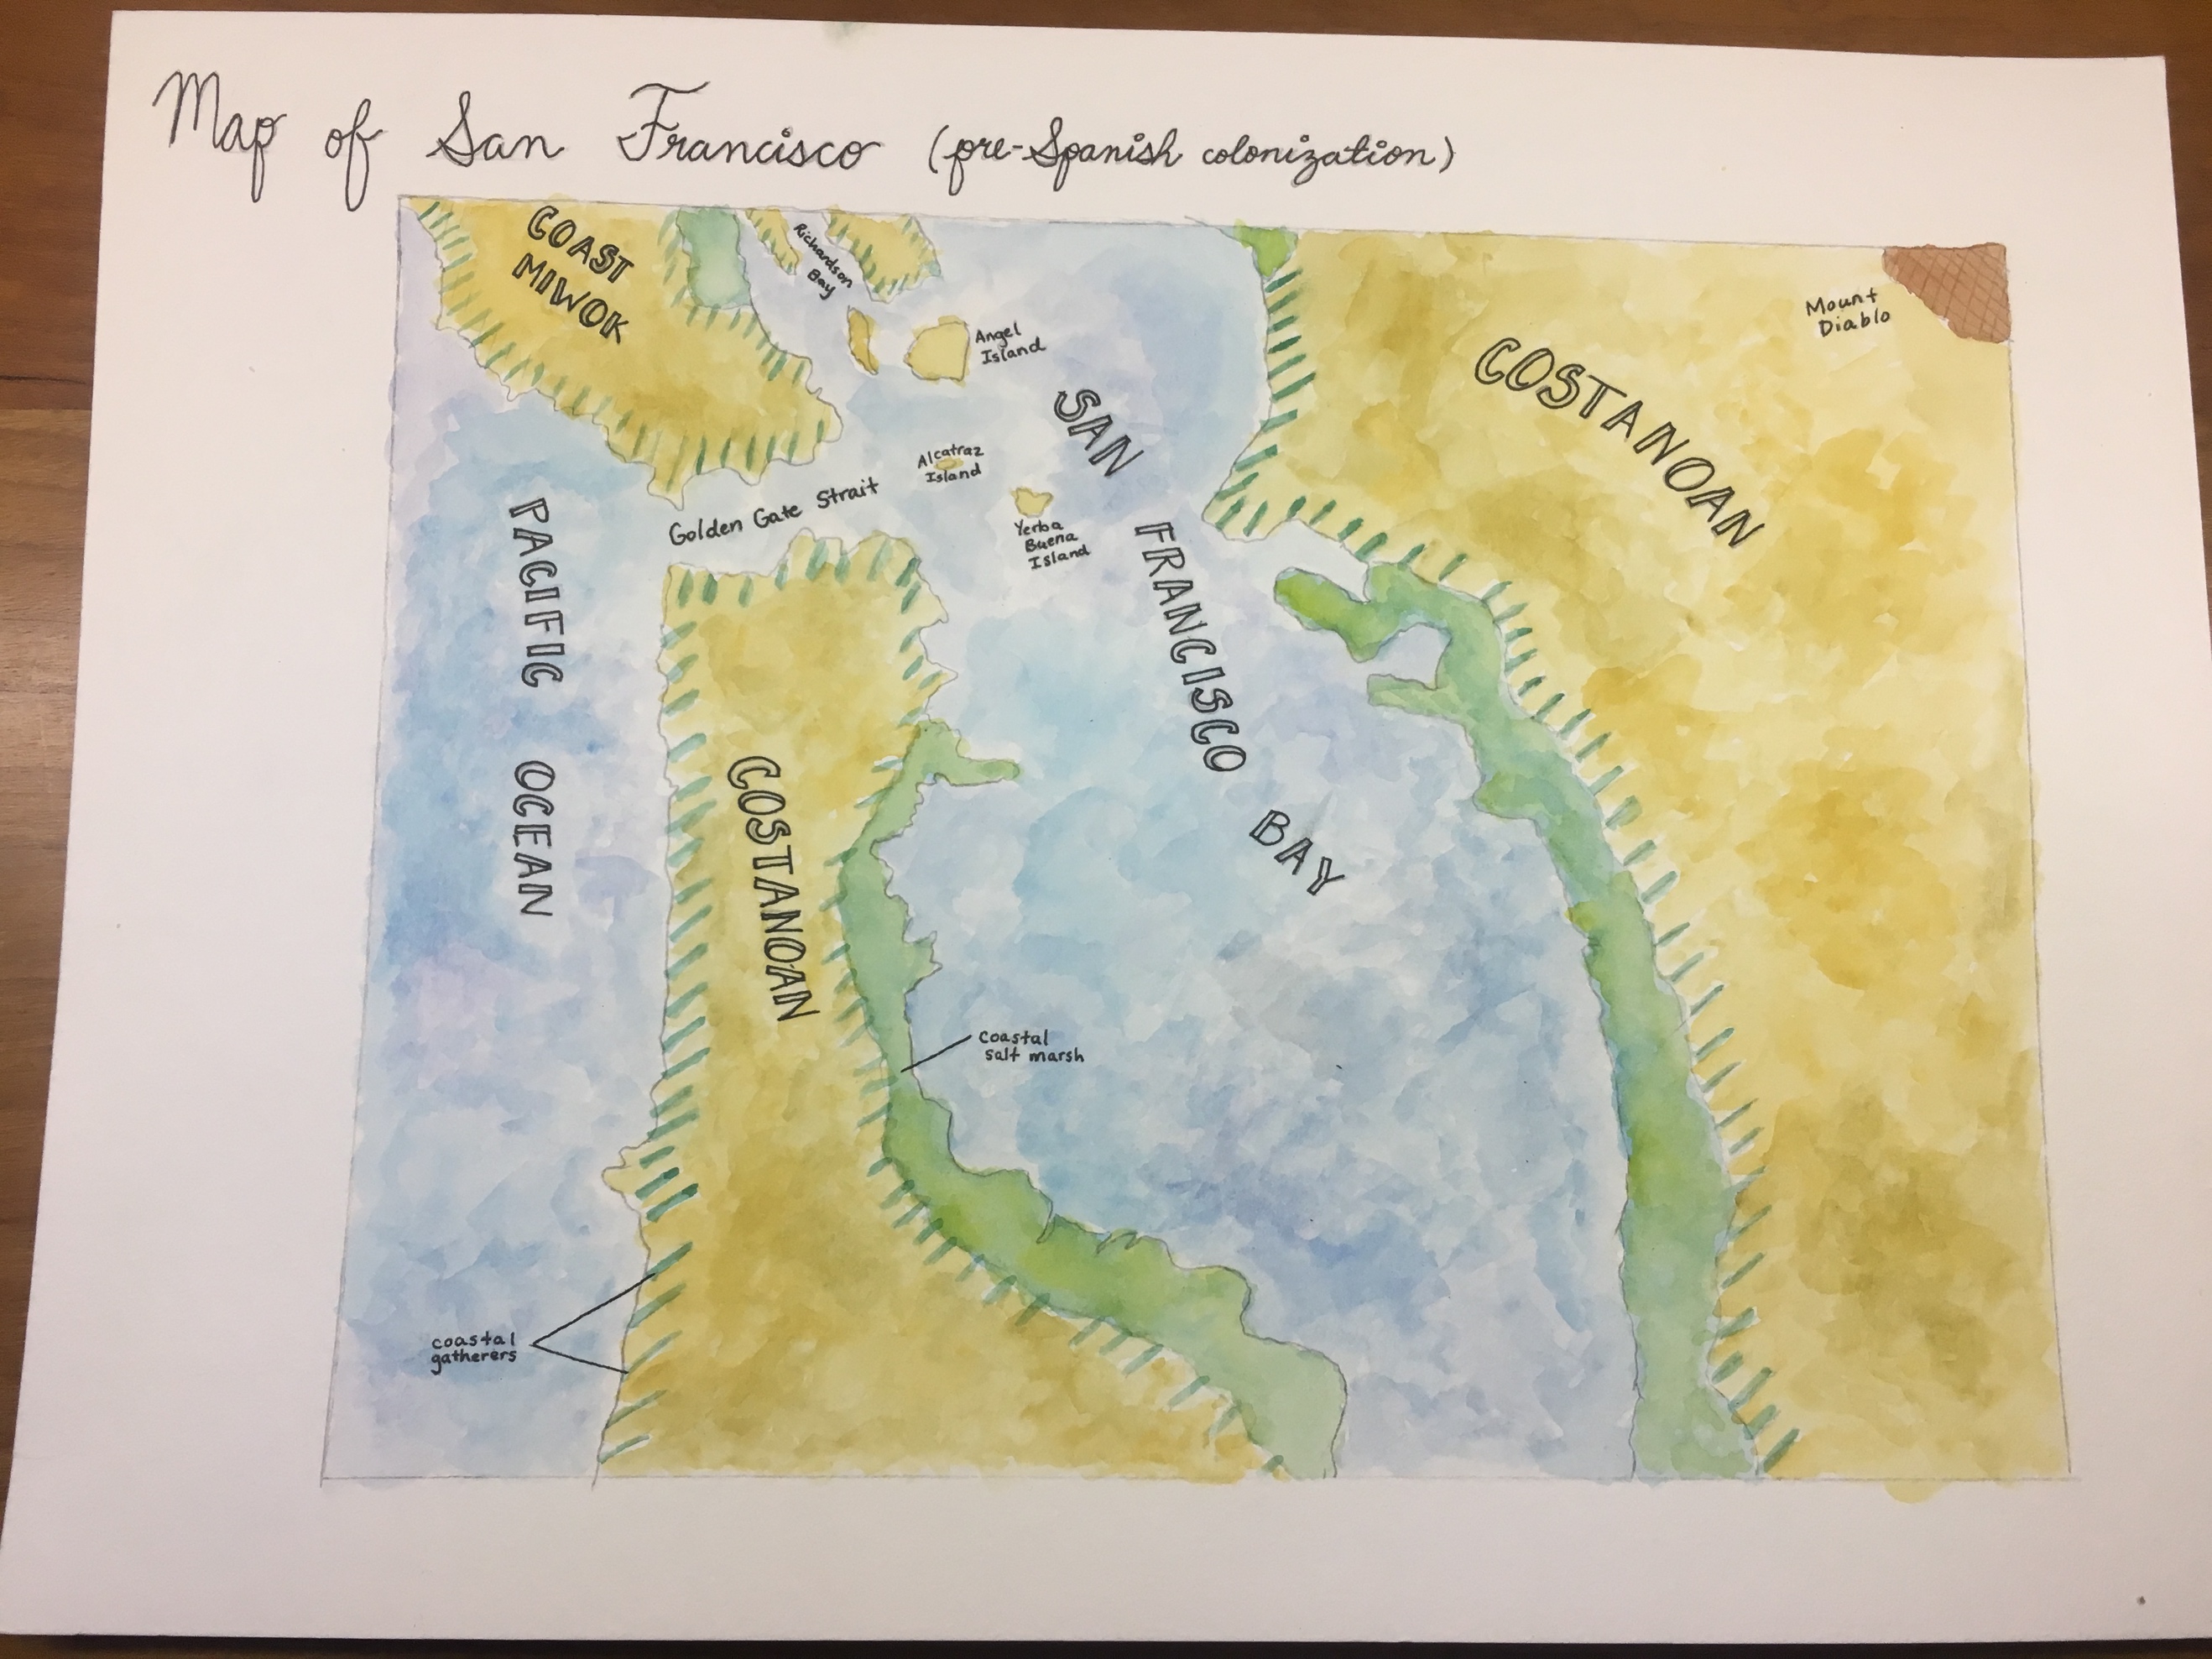 Map of San Francisco (pre-Spanish colonization)
COAST
MIWOK
Richardson
Bay
Angel
Island
Mount
Diablo
COSTANOAN
SAN
FRANCISCO
BAY
Alcatraz
Island
Golden Gate Strait
Yerba
Buena
Island
PACIFIC
OCEAN
COSTANOAN
coastal
salt marsh
coastal
gatherers